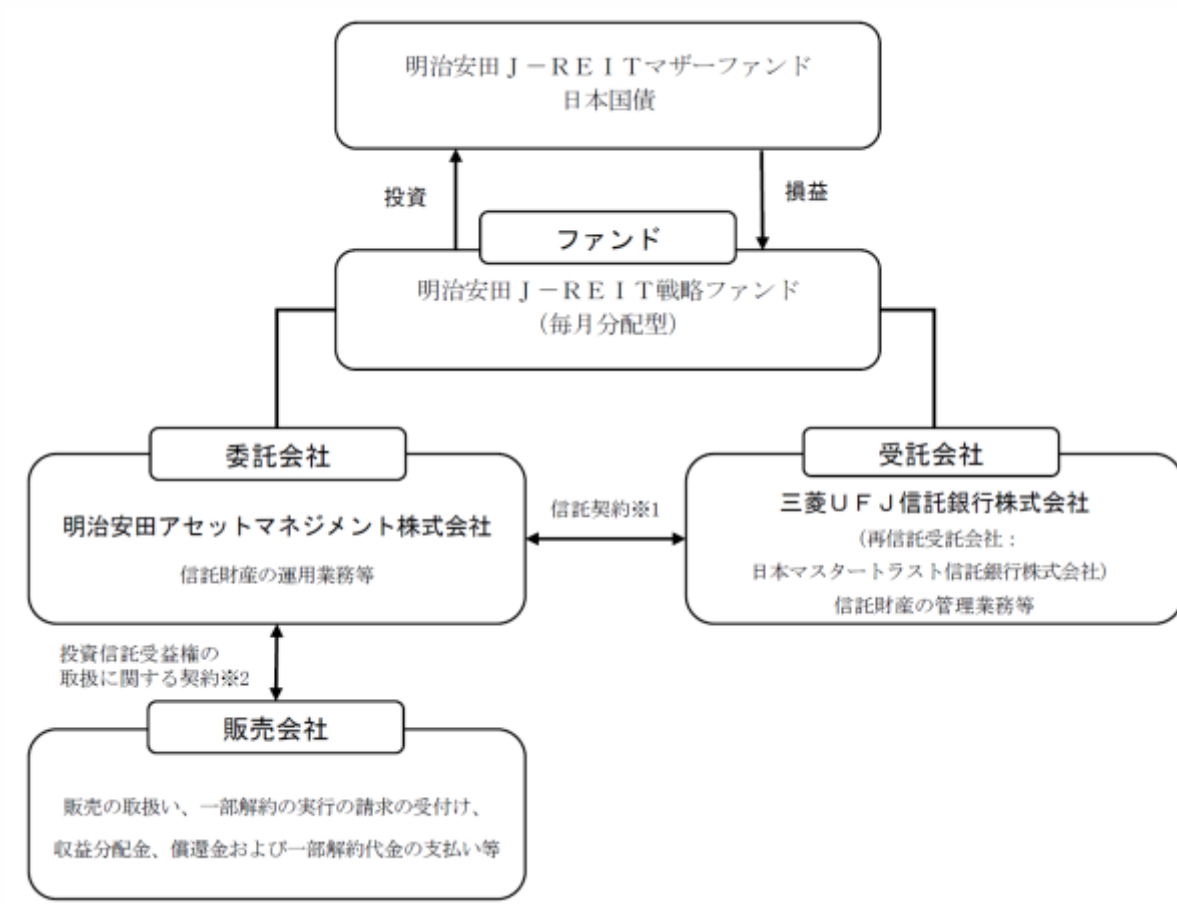 明治安田Ｊ－ＲＥＩＴマザーファンド
日本国債
投資
損益
ファンド
明治安田Ｊ－ＲＥＩＴ戦略ファンド
（毎月分配型）
委託会社
明治安田アセットマネジメント株式会社
信託財産の運用業務等
信託契約※1
受託会社
三菱ＵＦＪ信託銀行株式会社
（再信託受託会社：
日本マスタートラスト信託銀行株式会社）
信託財産の管理業務等
投資信託受益権の
取扱に関する契約※2
販売会社
販売の取扱い、一部解約の実行の請求の受付け、
収益分配金、償還金および一部解約代金の支払い等